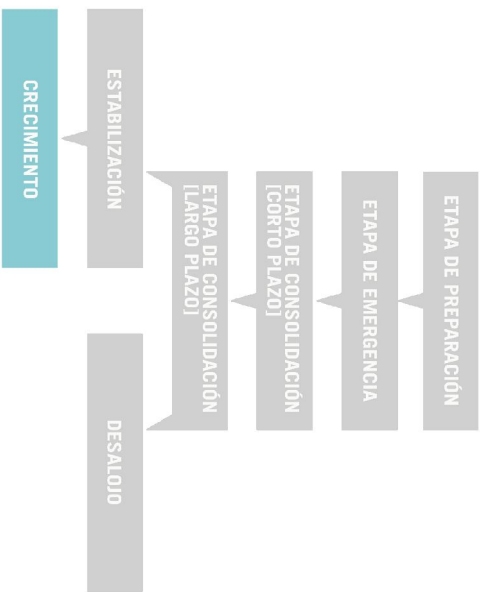 ETAPA DE PREPARACIÓN
ETAPA DE EMERGENCIA
ETAPA DE CONSOLIDACIÓN
[CORTO PLAZO]
ETAPA DE CONSOLIDACIÓN
[LARGO PLAZO]
ESTABILIZACIÓN
DESALOJO
CRECIMIENTO